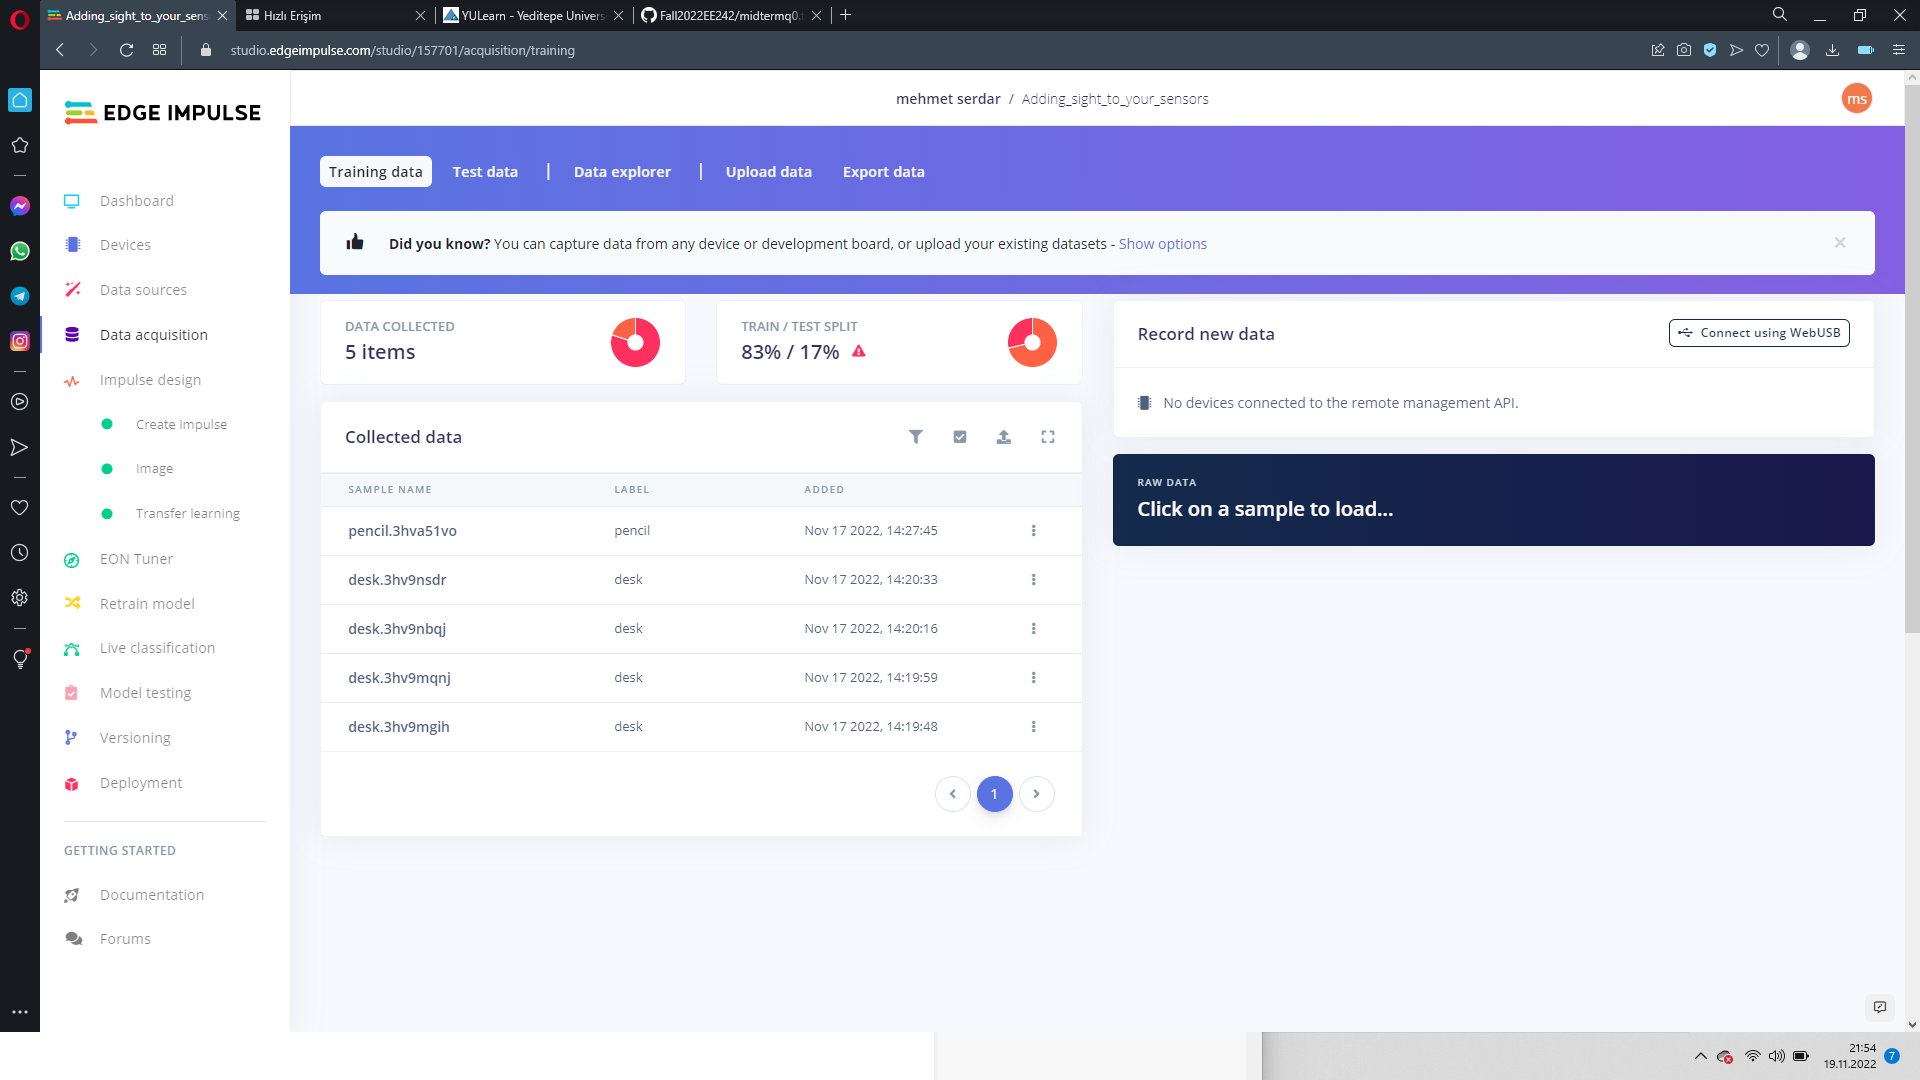 Adding_sight_to_your_sens
Hızlı Erişim
YULearn - Yeditepe Univer
Fall2022EE242/midtermq0.
studio.edgeimpulse.com/studio/157701/acquisition/training
EDGE IMPULSE
mehmet serdar / Adding_sight_to_your_sensors
ms
Training data
Test data
|
Data explorer
|
Upload data
Export data
Did you know? You can capture data from any device or development board, or upload your existing datasets - Show options
Dashboard
Devices
Data sources
Data acquisition
Impulse design
Create impulse
Image
Transfer learning
EON Tuner
Retrain model
Live classification
Model testing
Versioning
Deployment
GETTING STARTED
Documentation
Forums
DATA COLLECTED
5 items
TRAIN / TEST SPLIT
83% / 17%
Collected data
SAMPLE NAME LABEL ADDED
pencil.3hva51vo pencil Nov 17 2022, 14:27:45
desk.3hv9nsdr desk Nov 17 2022, 14:20:33
desk.3hv9nbqj desk Nov 17 2022, 14:20:16
desk.3hv9mqnj desk Nov 17 2022, 14:19:59
desk.3hv9mgih desk Nov 17 2022, 14:19:48
1
Record new data
Connect using WebUSB
No devices connected to the remote management API.
RAW DATA
Click on a sample to load...
21:54
19.11.2022
7